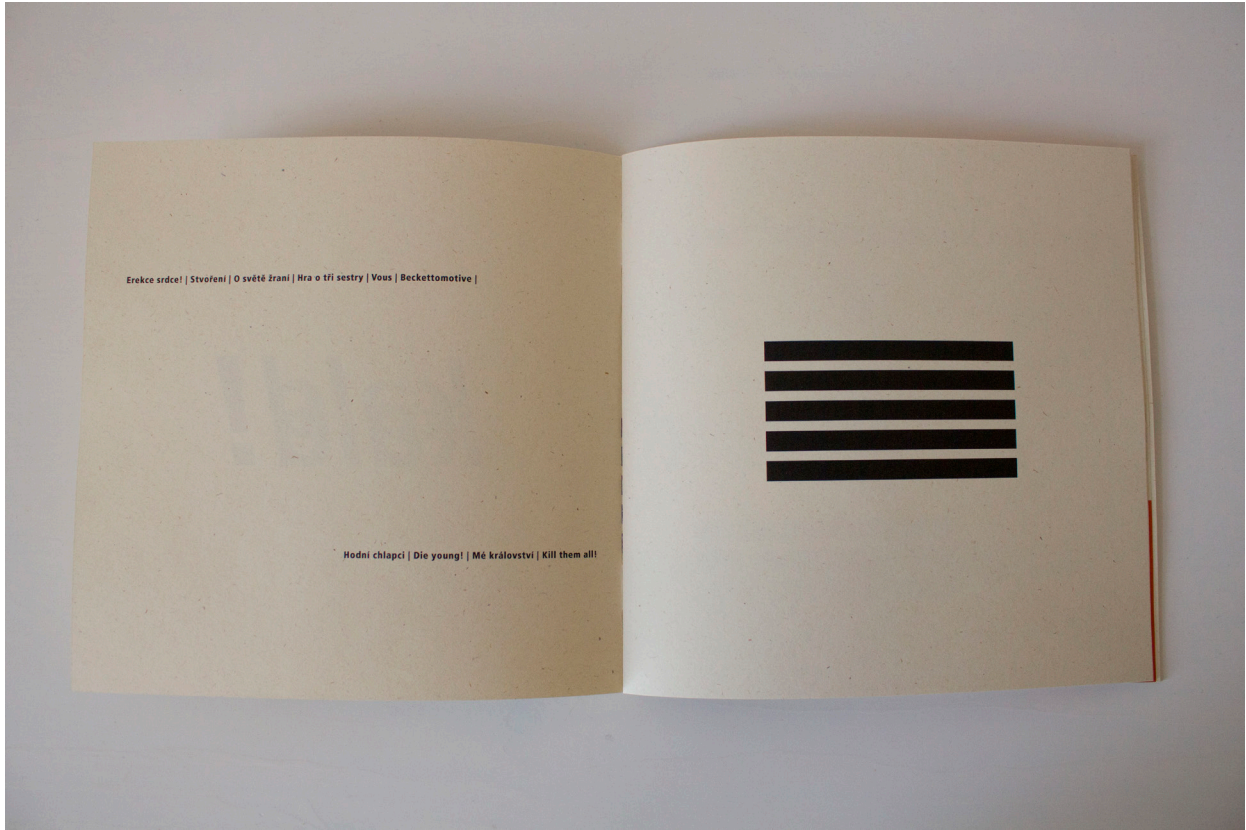 Erekce srdce! | Stvoření | O světě žraní | Hra o tři sestry | Vous | Beckettomotive |
Hodní chlapci | Die young! | Mé království | Kill them all!